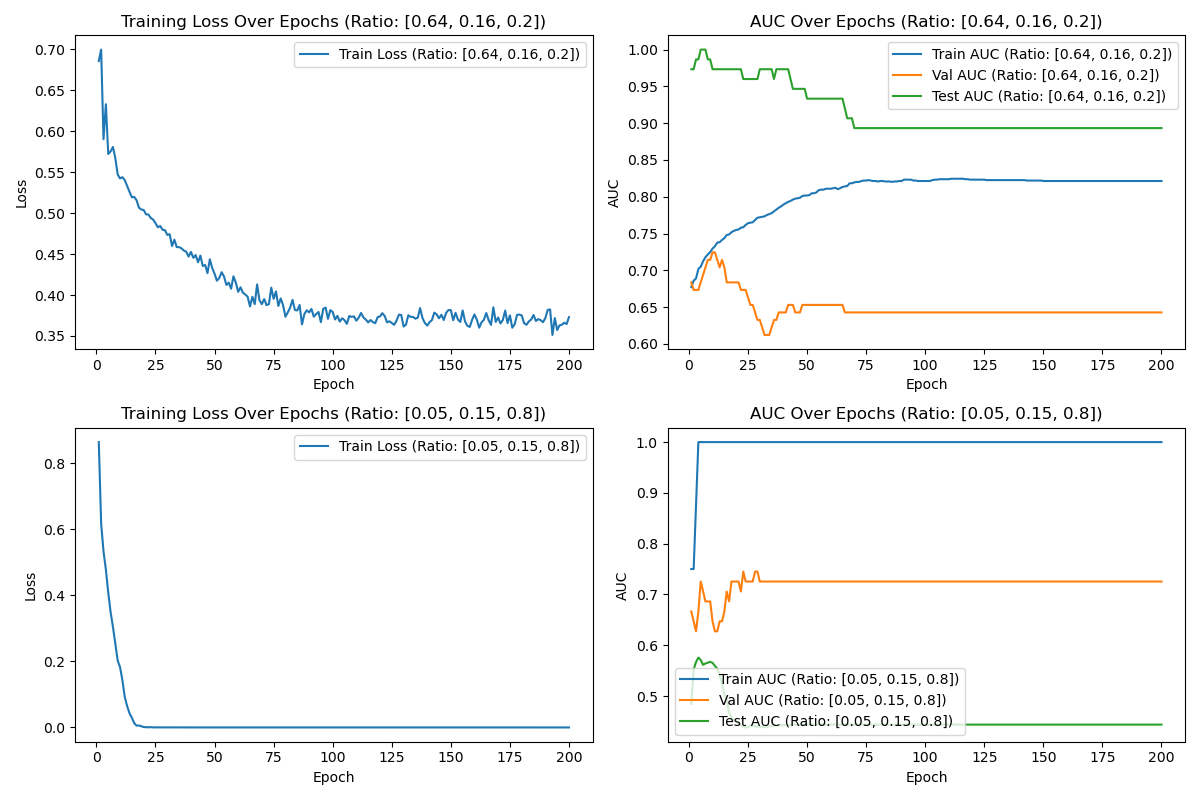 Training Loss Over Epochs (Ratio: [0.64, 0.16, 0.2])
Train Loss (Ratio: [0.64, 0.16, 0.2])
0.70
0.65
0.60
0.55
0.50
0.45
0.40
0.35
Loss
0 25 50 75 100 125 150 175 200
Epoch
AUC Over Epochs (Ratio: [0.64, 0.16, 0.2])
Train AUC (Ratio: [0.64, 0.16, 0.2])
Val AUC (Ratio: [0.64, 0.16, 0.2])
Test AUC (Ratio: [0.64, 0.16, 0.2])
1.00
0.95
0.90
0.85
0.80
0.75
0.70
0.65
0.60
AUC
0 25 50 75 100 125 150 175 200
Epoch
Training Loss Over Epochs (Ratio: [0.05, 0.15, 0.8])
Train Loss (Ratio: [0.05, 0.15, 0.8])
0.8
0.6
0.4
0.2
0.0
Loss
0 25 50 75 100 125 150 175 200
Epoch
AUC Over Epochs (Ratio: [0.05, 0.15, 0.8])
1.0
0.9
0.8
0.7
0.6
0.5
AUC
Train AUC (Ratio: [0.05, 0.15, 0.8])
Val AUC (Ratio: [0.05, 0.15, 0.8])
Test AUC (Ratio: [0.05, 0.15, 0.8])
0 25 50 75 100 125 150 175 200
Epoch